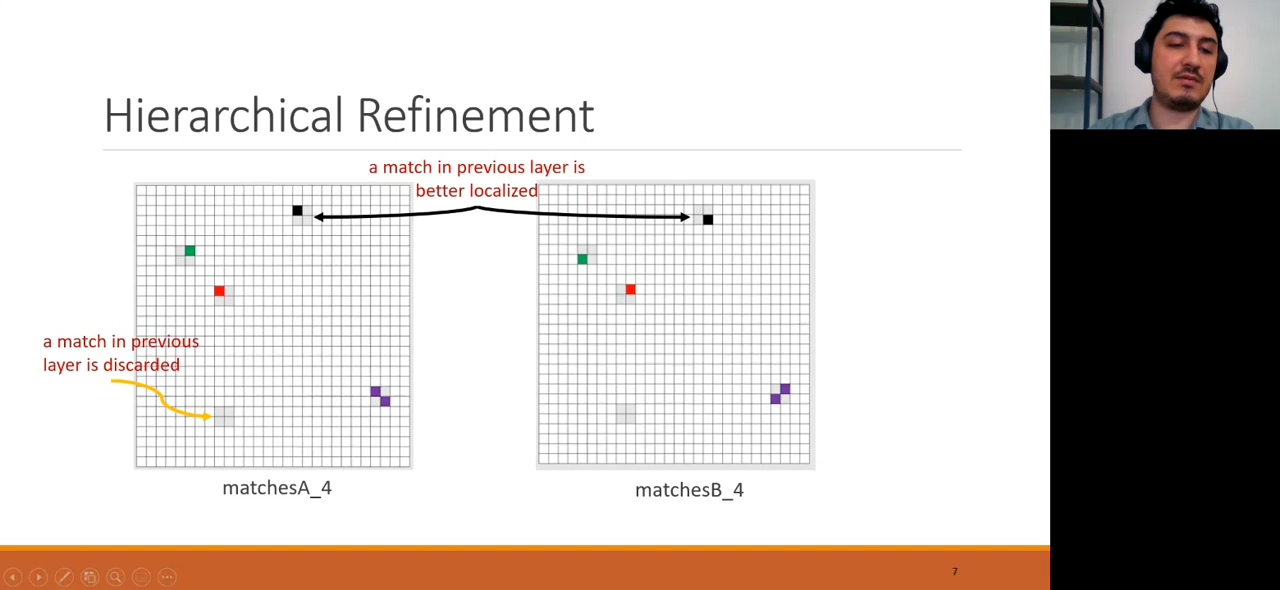 Hierarchical Refinement
a match in previous layer is
better localized
a match in previous
layer is discarded
matchesA_4
matchesB_4
7